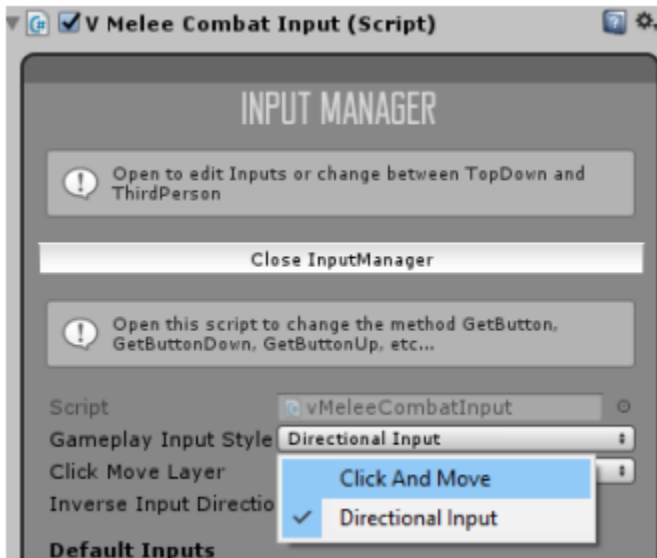 V Melee Combat Input (Script)
INPUT MANAGER
Open to edit Inputs or change between TopDown and
ThirdPerson
Close InputManager
Open this script to change the method GetButton,
GetButtonDown, GetButtonUp, etc...
Script vMeleeCombatInput
Gameplay Input Style Directional Input
Click Move Layer
Click And Move
Inverse Input Directio
Directional Input
Default Inputs